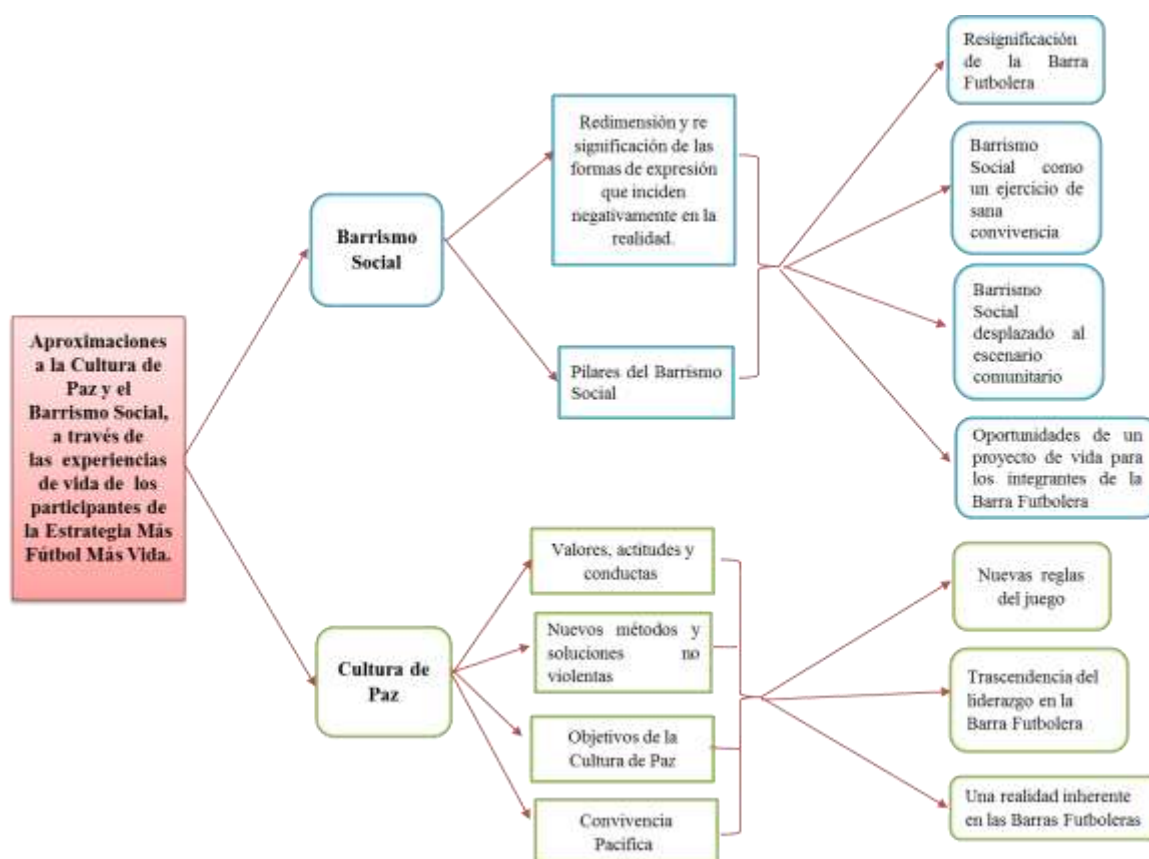 Aproximaciones
a la Cultura de
Paz y el
Barrismo Social,
a través de
las experiencias
de vida de los
participantes de
la Estrategia Más
Fútbol Más Vida.
Barrismo
Social
Redimensión y re
significación de las
formas de expresión
que inciden
negativamente en la
realidad.
Pilares del Barrismo
Social
Resignificación
de la Barra
Futbolera
Barrismo
Social como
un ejercicio de
sana
convivencia
Barrismo
Social
desplazado al
escenario
comunitario
Oportunidades de un
proyecto de vida para
los integrantes de la
Barra Futbolera
Cultura de
Paz
Valores, actitudes y
conductas
Nuevos métodos y
soluciones no
violentas
Objetivos de la
Cultura de Paz
Convivencia
Pacifica
Nuevas reglas
del juego
Trascendencia del
liderazgo en la
Barra Futbolera
Una realidad inherente
en las Barras Futboleras